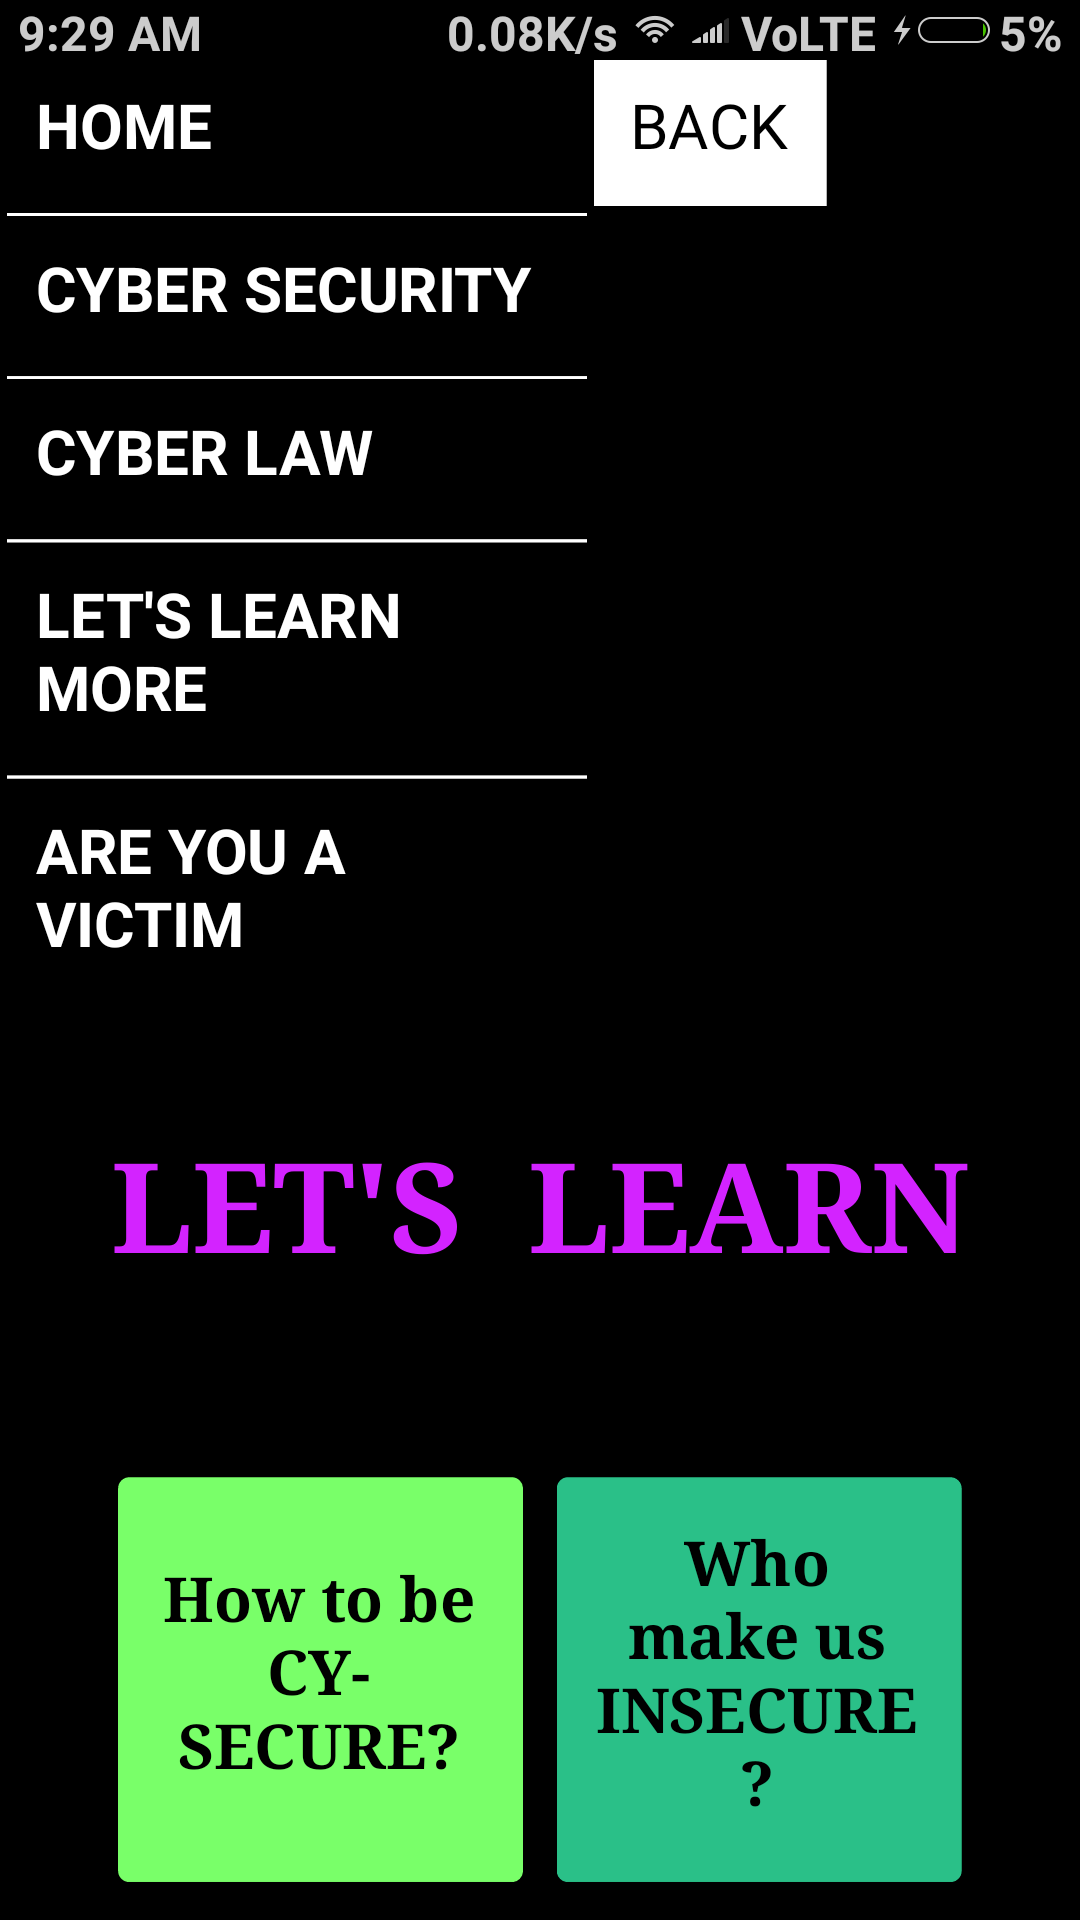 9:29 AM 0.08K/s VoLTE 5%
HOME
BACK
CYBER SECURITY
CYBER LAW
LET'S LEARN
MORE
ARE YOU A
VICTIM
LET'S LEARN
How to be
CY-
SECURE?
Who
make us
INSECURE
?